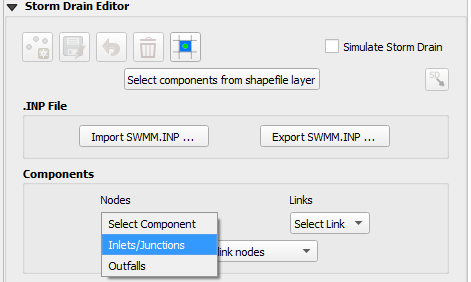 Storm Drain Editor
Simulate Storm Drain
Select components from shapefile layer
SD
.INP File
Import SWMM.INP ...
Export SWMM.INP ...
Components
Nodes
Links
Select Component
Select Link
Inlets/Junctions
link nodes
Outfalls